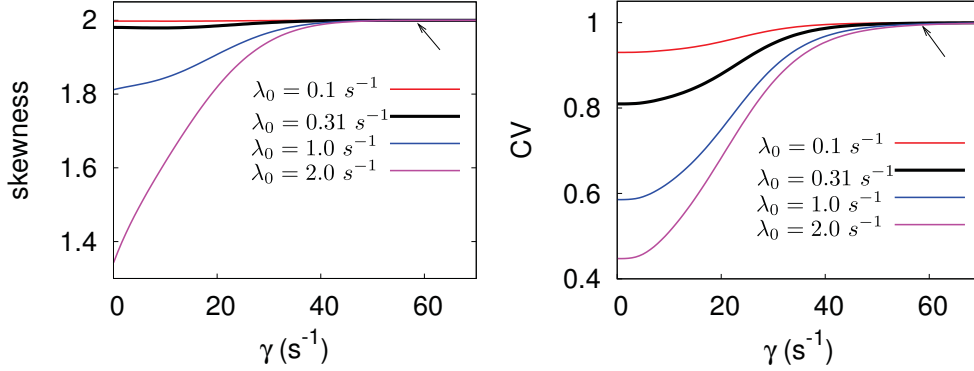 skewness
2
1.8
1.6
1.4
λ₀ = 0.1 s⁻¹
λ₀ = 0.31 s⁻¹
λ₀ = 1.0 s⁻¹
λ₀ = 2.0 s⁻¹
0 20 40 60
γ (s⁻¹)
CV
1
0.8
0.6
0.4
λ₀ = 0.1 s⁻¹
λ₀ = 0.31 s⁻¹
λ₀ = 1.0 s⁻¹
λ₀ = 2.0 s⁻¹
0 20 40 60
γ (s⁻¹)